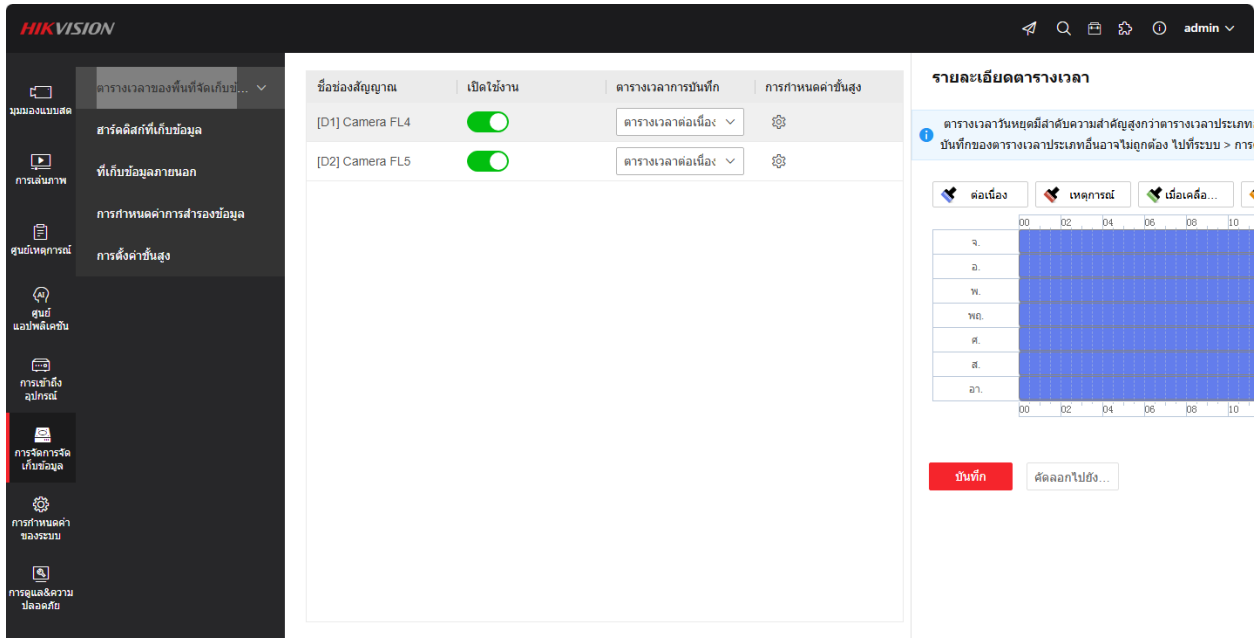 HIKVISION
admin
มุมมองแบบสด
การเล่นภาพ
ศูนย์เหตุการณ์
AI
ศูนย์
แอปพลิเคชัน
การเข้าถึง
อุปกรณ์
การจัดการจัด
เก็บข้อมูล
การกำหนดค่า
ของระบบ
การดูแล&ความ
ปลอดภัย
ตารางเวลาของพื้นที่จัดเก็บข้...
ฮาร์ดดิสก์ที่เก็บข้อมูล
ที่เก็บข้อมูลภายนอก
การกำหนดค่าการสำรองข้อมูล
การตั้งค่าขั้นสูง
ชื่อช่องสัญญาณ เปิดใช้งาน ตารางเวลาการบันทึก การกำหนดค่าขั้นสูง
[D1] Camera FL4 ตารางเวลาต่อเนื่อง
[D2] Camera FL5 ตารางเวลาต่อเนื่อง
รายละเอียดตารางเวลา
ตารางเวลาวันหยุดมีลำดับความสำคัญสูงกว่าตารางเวลาประเภท
บันทึกของตารางเวลาประเภทอื่นอาจไม่ถูกต้อง ไปที่ระบบ > การ
ต่อเนื่อง เหตุการณ์ เมื่อเคลื่อ...
00 02 04 06 08 10
จ.
อ.
พ.
พฤ.
ศ.
ส.
อา.
00 02 04 06 08 10
บันทึก คัดลอกไปยัง...